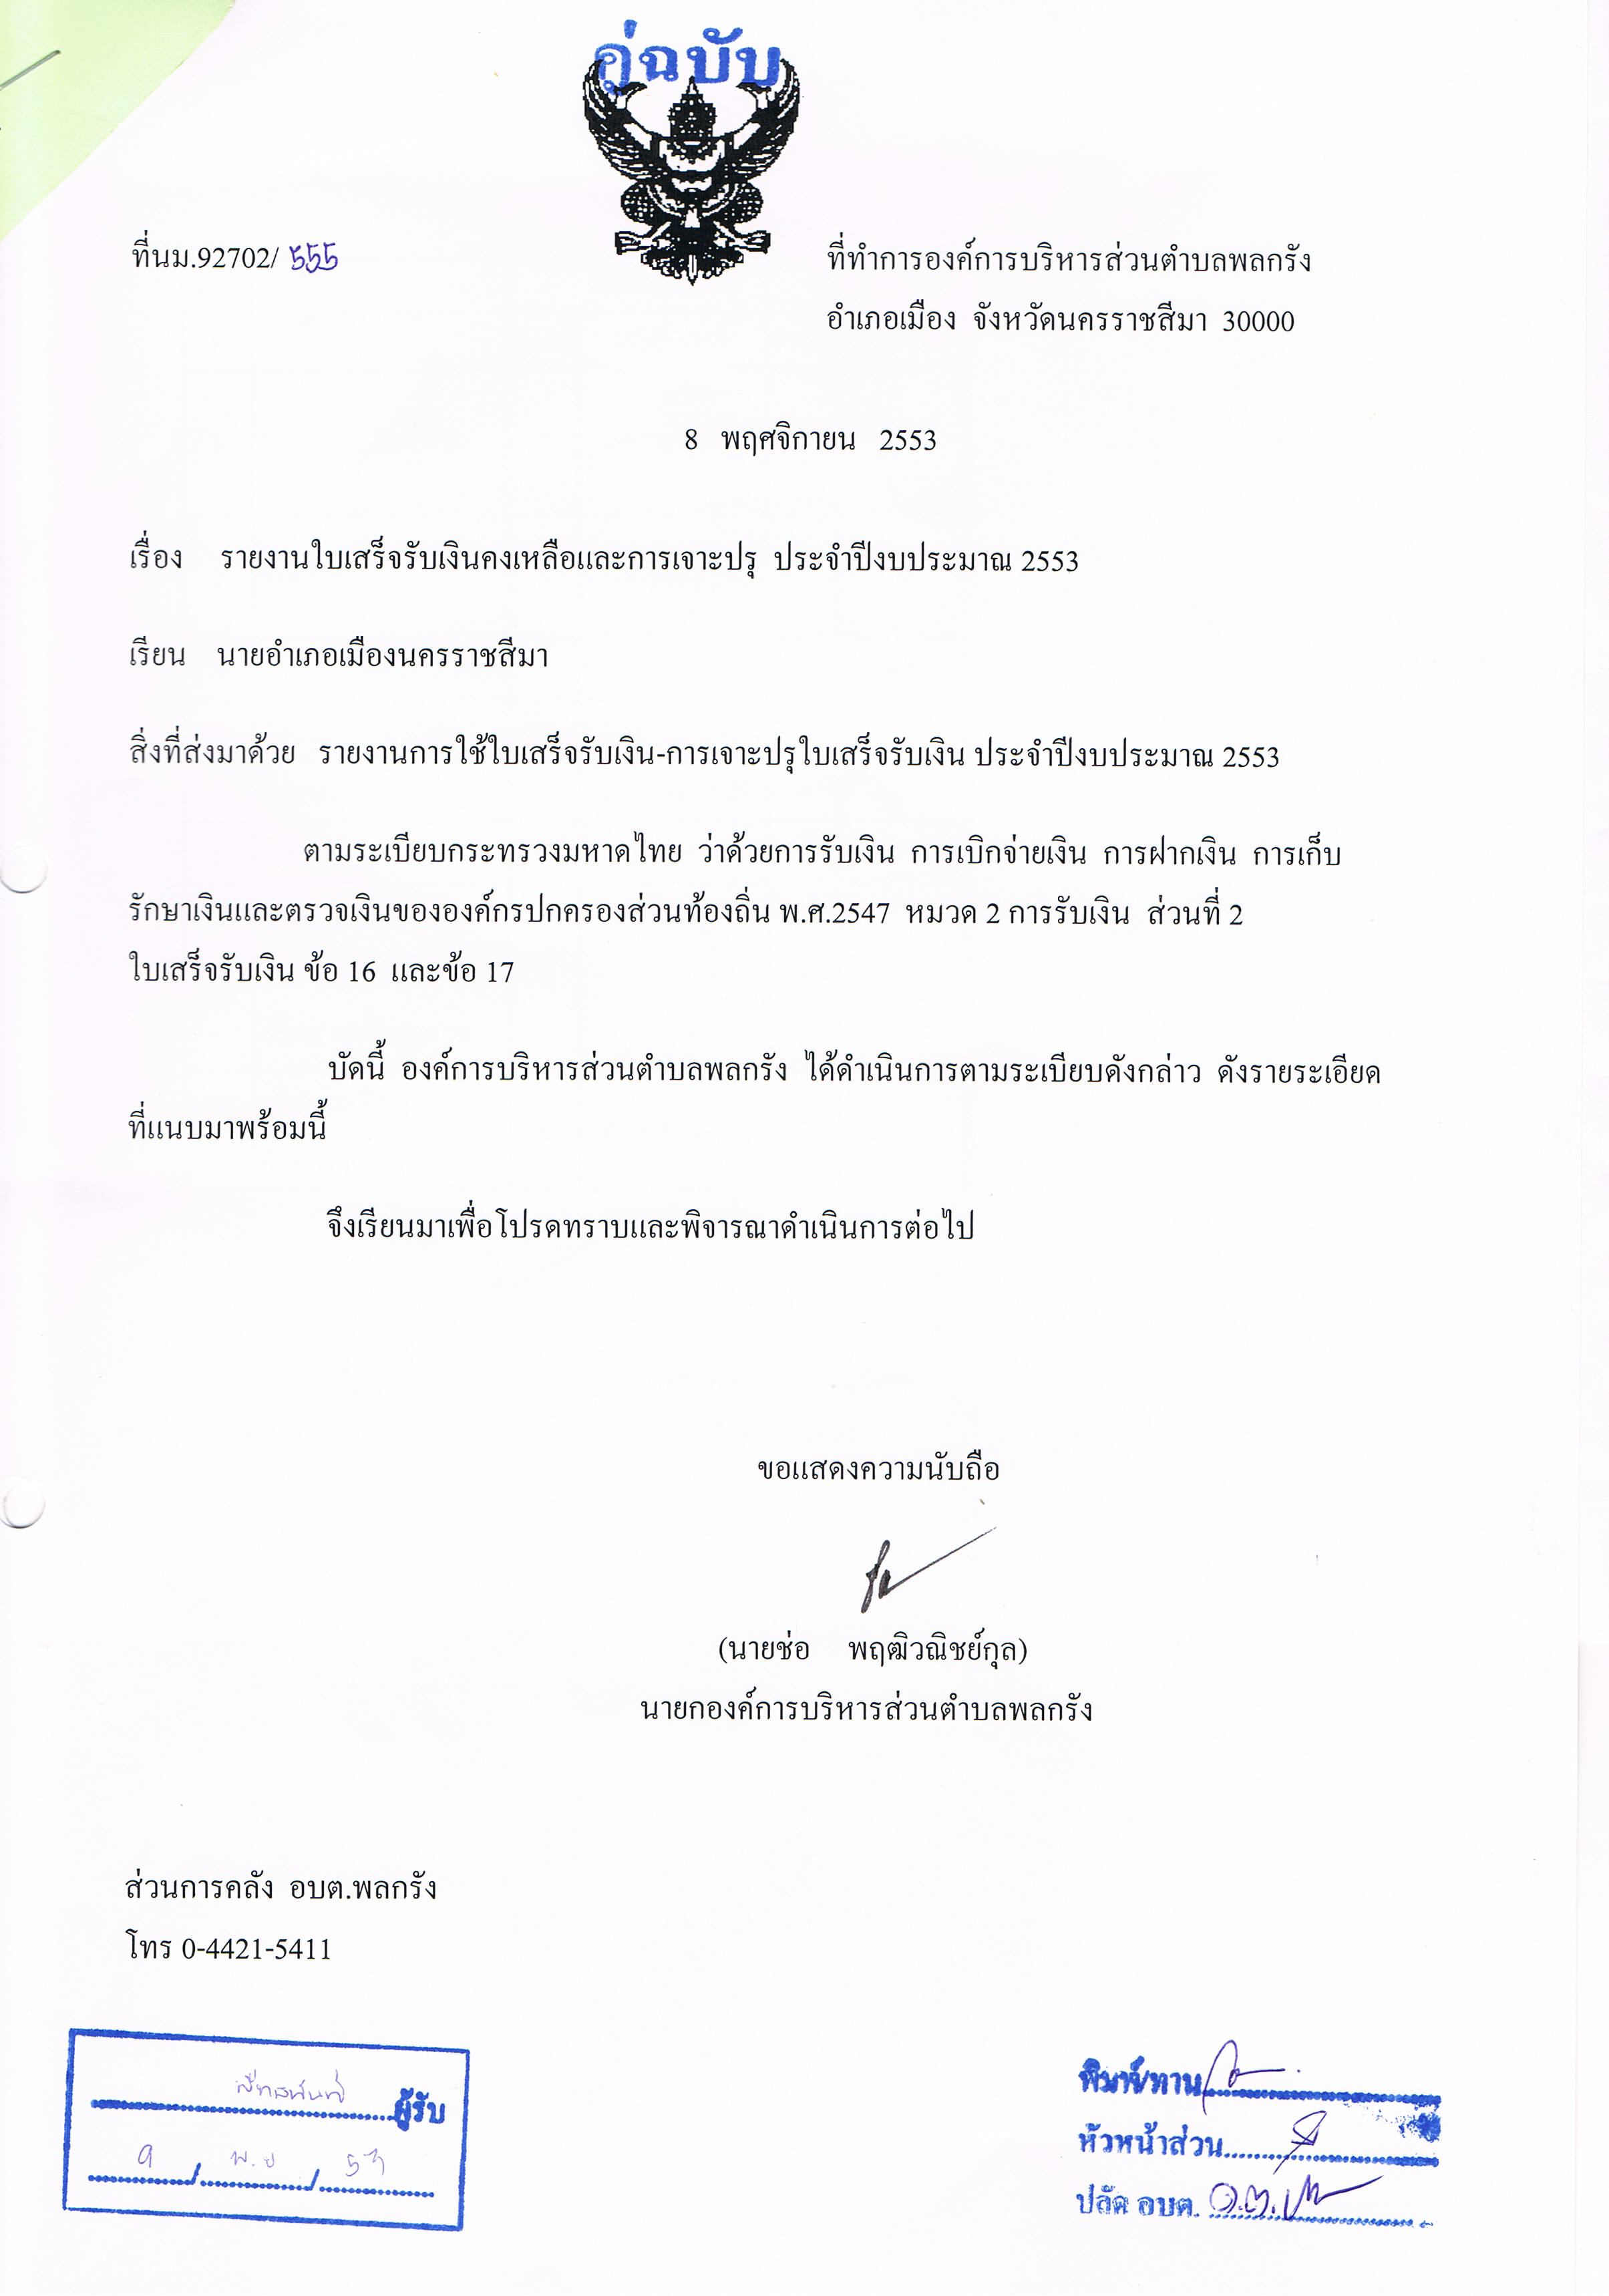 คู่ฉบับ
ที่นม.92702/ 555
ที่ทำการองค์การบริหารส่วนตำบลพลกรัง
อำเภอเมือง จังหวัดนครราชสีมา 30000
8 พฤศจิกายน 2553
เรื่อง รายงานใบเสร็จรับเงินคงเหลือและการเจาะปรุ ประจำปีงบประมาณ 2553
เรียน นายอำเภอเมืองนครราชสีมา
สิ่งที่ส่งมาด้วย รายงานการใช้ใบเสร็จรับเงิน-การเจาะปรุใบเสร็จรับเงิน ประจำปีงบประมาณ 2553
ตามระเบียบกระทรวงมหาดไทย ว่าด้วยการรับเงิน การเบิกจ่ายเงิน การฝากเงิน การเก็บ
รักษาเงินและตรวจเงินขององค์กรปกครองส่วนท้องถิ่น พ.ศ.2547 หมวด 2 การรับเงิน ส่วนที่ 2
ใบเสร็จรับเงิน ข้อ 16 และข้อ 17
บัดนี้ องค์การบริหารส่วนตำบลพลกรัง ได้ดำเนินการตามระเบียบดังกล่าว ดังรายระเอียด
ที่แนบมาพร้อมนี้
จึงเรียนมาเพื่อโปรดทราบและพิจารณาดำเนินการต่อไป
ขอแสดงความนับถือ
(นายช่อ พฤฒิวณิชย์กุล)
นายกองค์การบริหารส่วนตำบลพลกรัง
ส่วนการคลัง อบต.พลกรัง
โทร 0-4421-5411
ผู้รับ
9 / พ.ย / 53
พิมพ์/ทาน
หัวหน้าส่วน
ปลัด อบต.